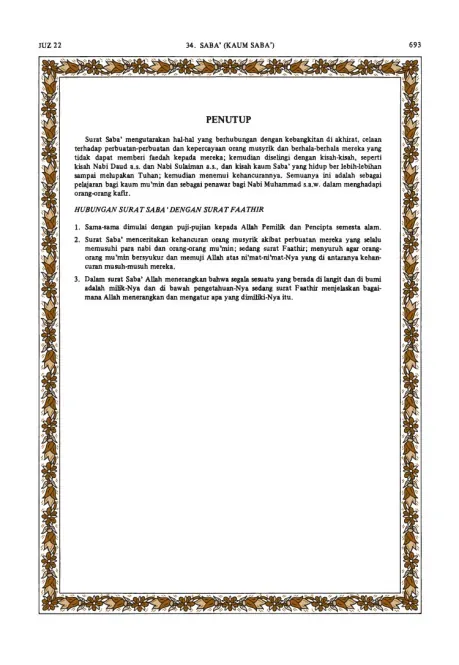 JUZ 22 34. SABA' (KAUM SABA') 693
PENUTUP
Surat Saba' mengutarakan hal-hal yang berhubungan dengan kebangkitan di akhirat, celaan
terhadap perbuatan-perbuatan dan kepercayaan orang musyrik dan berhala-berhala mereka yang
tidak dapat memberi faedah kepada mereka; kemudian diselingi dengan kisah-kisah, seperti
kisah Nabi Daud a.s. dan Nabi Sulaiman a.s., dan kisah kaum Saba' yang hidup ber lebih-lebihan
sampai melupakan Tuhan; kemudian menemui kehancurannya. Semuanya ini adalah sebagai
pelajaran bagi kaum mu'min dan sebagai penawar bagi Nabi Muhammad s.a.w. dalam menghadapi
orang-orang kafir.
HUBUNGAN SURAT SABA' DENGAN SURAT FAATHIR
1. Sama-sama dimulai dengan puji-pujian kepada Allah Pemilik dan Pencipta semesta alam.
2. Surat Saba' menceritakan kehancuran orang musyrik akibat perbuatan mereka yang selalu
memusuhi para nabi dan orang-orang mu'min; sedang surat Faathir; menyuruh agar orang-
orang mu'min bersyukur dan memuji Allah atas ni'mat-ni'mat-Nya yang di antaranya kehan-
curan musuh-musuh mereka.
3. Dalam surat Saba' Allah menerangkan bahwa segala sesuatu yang berada di langit dan di bumi
adalah milik-Nya dan di bawah pengetahuan-Nya sedang surat Faathir menjelaskan bagai-
mana Allah menerangkan dan mengatur apa yang dimiliki-Nya itu.